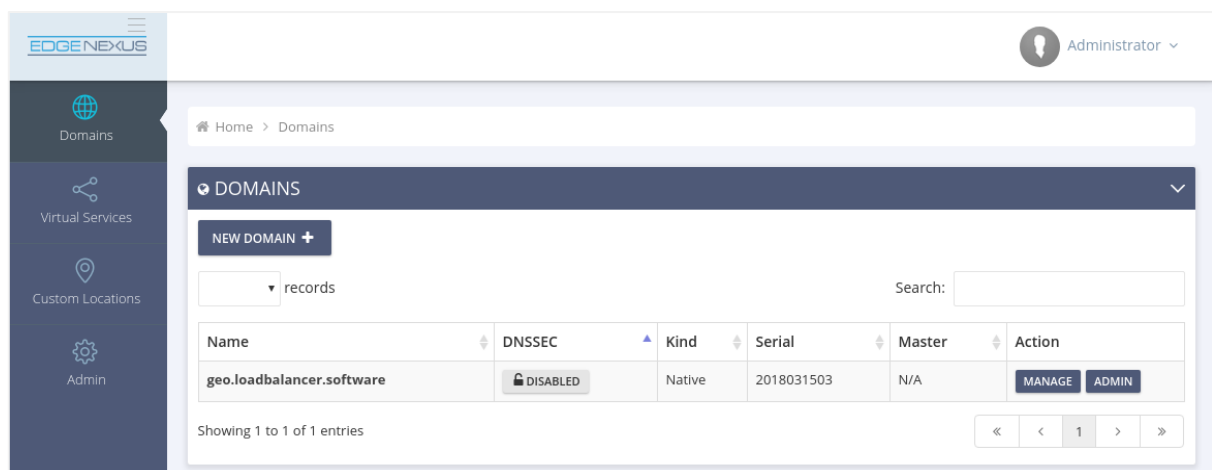 EDGENEXUS
Administrator
Domains
Home > Domains
Virtual Services
DOMAINS
NEW DOMAIN +
Custom Locations
records
Search:
Name DNSSEC Kind Serial Master Action
Admin
geo.loadbalancer.software DISABLED Native 2018031503 N/A MANAGE ADMIN
Showing 1 to 1 of 1 entries
« < 1 > »